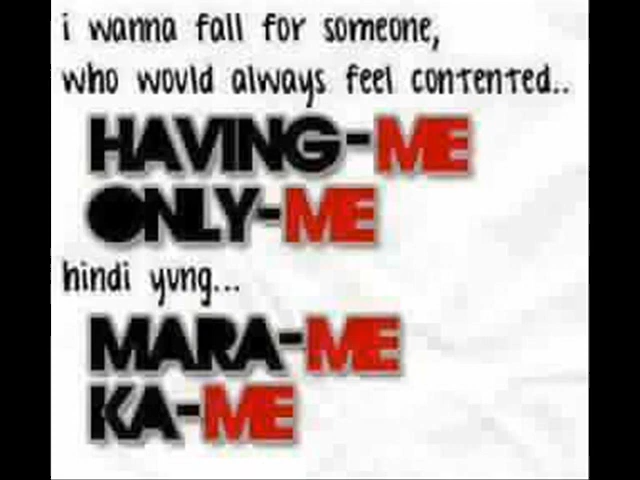 i wanna fall for someone,
who would always feel contented..
HAVING-ME
ONLY-ME
hindi yung...
MARA-ME
KA-ME